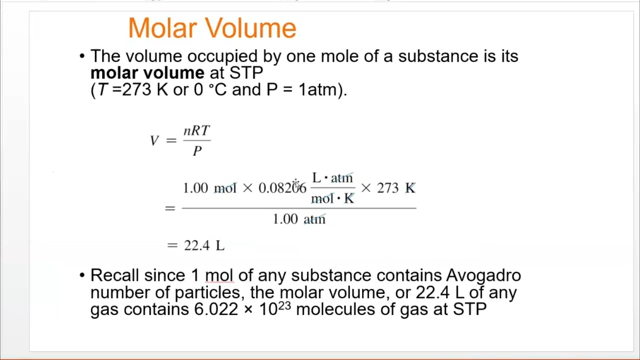 Molar Volume
• The volume occupied by one mole of a substance is its
molar volume at STP
(T =273 K or 0 °C and P = 1atm).
V = nRT / P
= 1.00 mol × 0.08206 L・atm / mol・K × 273 K / 1.00 atm
= 22.4 L
• Recall since 1 mol of any substance contains Avogadro
number of particles, the molar volume, or 22.4 L of any
gas contains 6.022 × 10²³ molecules of gas at STP